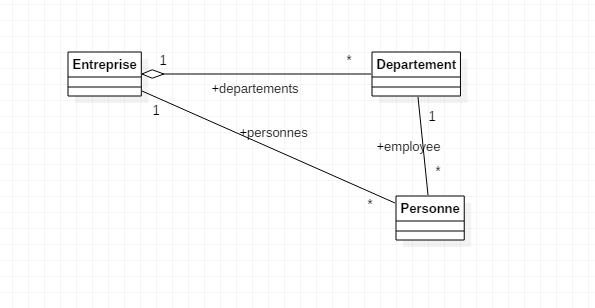 Entreprise
1
*
Departement
+departements
1
+personnes
1
+employee
*
*
Personne